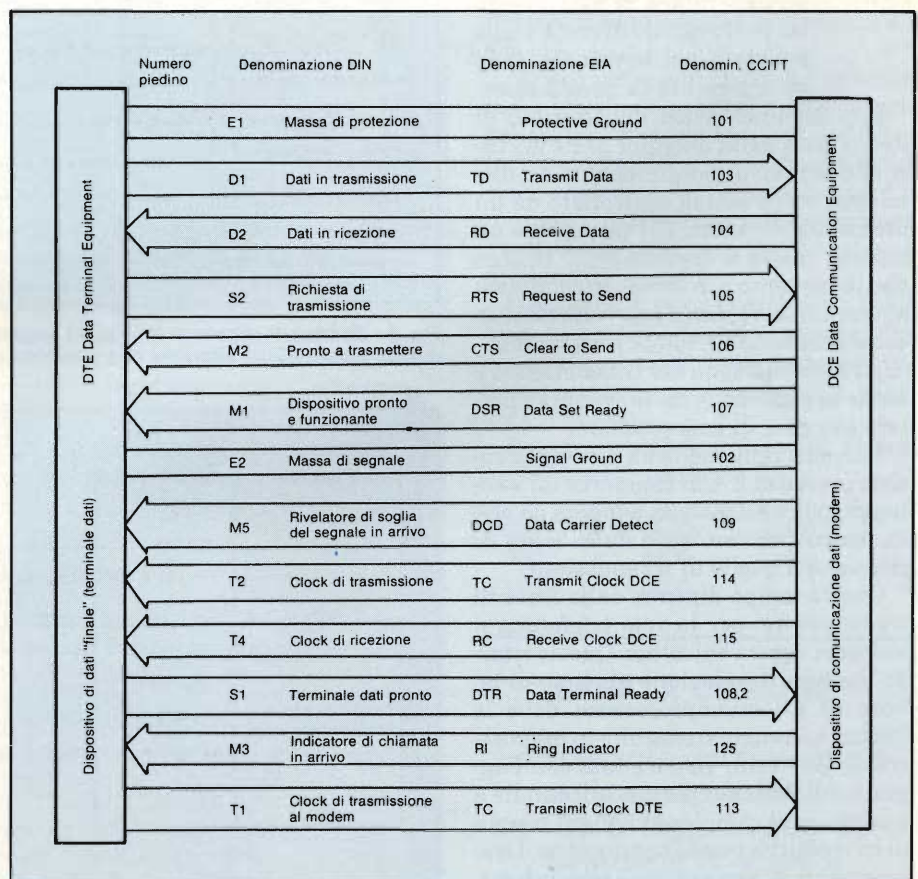 Numero piedino Denominazione DIN Denominazione EIA Denomin. CCITT
DTE Data Terminal Equipment
Dispositivo di dati "finale" (terminale dati)
E1 Massa di protezione Protective Ground 101
D1 Dati in trasmissione TD Transmit Data 103
D2 Dati in ricezione RD Receive Data 104
S2 Richiesta di trasmissione RTS Request to Send 105
M2 Pronto a trasmettere CTS Clear to Send 106
M1 Dispositivo pronto e funzionante DSR Data Set Ready 107
E2 Massa di segnale Signal Ground 102
M5 Rivelatore di soglia del segnale in arrivo DCD Data Carrier Detect 109
T2 Clock di trasmissione TC Transmit Clock DCE 114
T4 Clock di ricezione RC Receive Clock DCE 115
S1 Terminale dati pronto DTR Data Terminal Ready 108,2
M3 Indicatore di chiamata in arrivo RI Ring Indicator 125
T1 Clock di trasmissione al modem TC Transimit Clock DTE 113
DCE Data Communication Equipment
Dispositivo di comunicazione dati (modem)